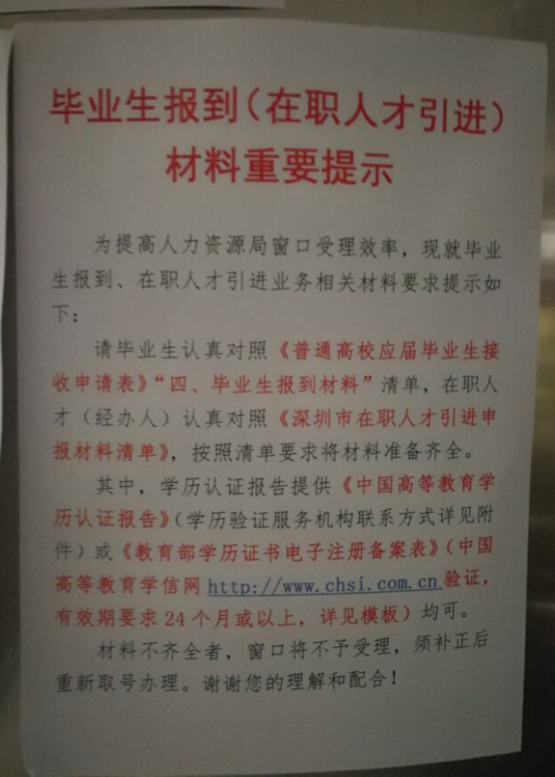 毕业生报到（在职人才引进）
材料重要提示
为提高人力资源局窗口受理效率，现就毕业
生报到、在职人才引进业务相关材料要求提示如
下：
请毕业生认真对照《普通高校应届毕业生接
收申请表》“四、毕业生报到材料”清单，在职人
才（经办人）认真对照《深圳市在职人才引进申
报材料清单》，按照清单要求将材料准备齐全。
其中，学历认证报告提供《中国高等教育学
历认证报告》（学历验证服务机构联系方式详见附
件）或《教育部学历证书电子注册备案表》（中国
高等教育学信网http://www.chsi.com.cn验证，
有效期要求24个月或以上，详见模板）均可。
材料不齐全者，窗口将不予受理，须补正后
重新取号办理。谢谢您的理解和配合！